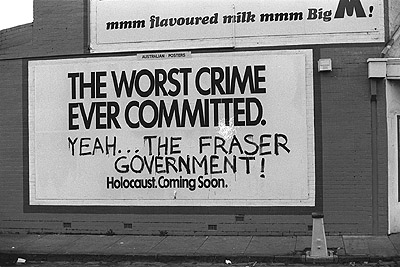 mmm flavoured milk mmm Big M!
AUSTRALIAN POSTERS
THE WORST CRIME
EVER COMMITTED.
YEAH...THE FRASER
GOVERNMENT!
Holocaust. Coming Soon.